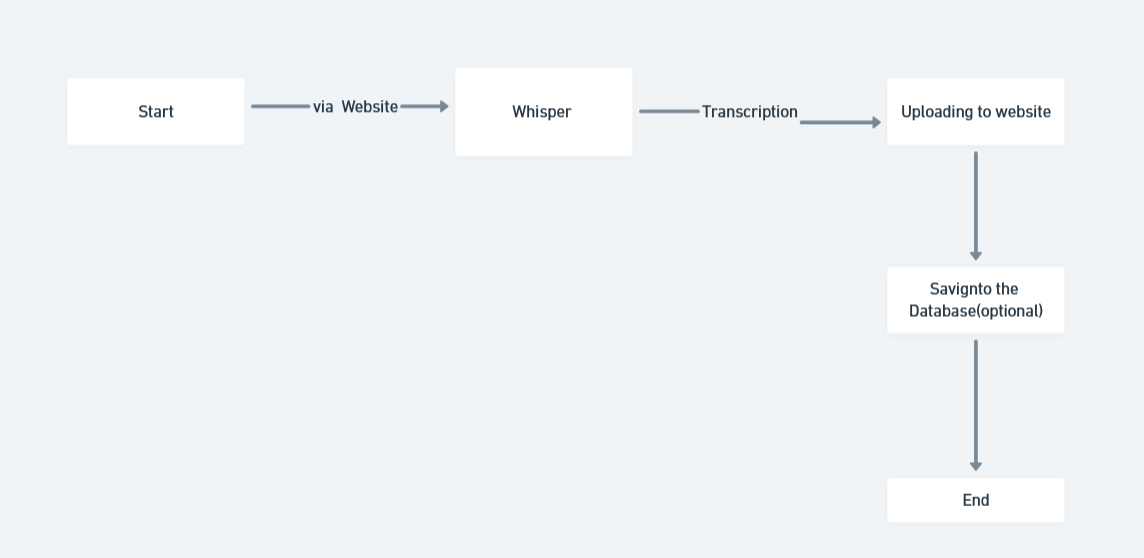 Start
via Website
Whisper
Transcription
Uploading to website
Savignto the
Database(optional)
End